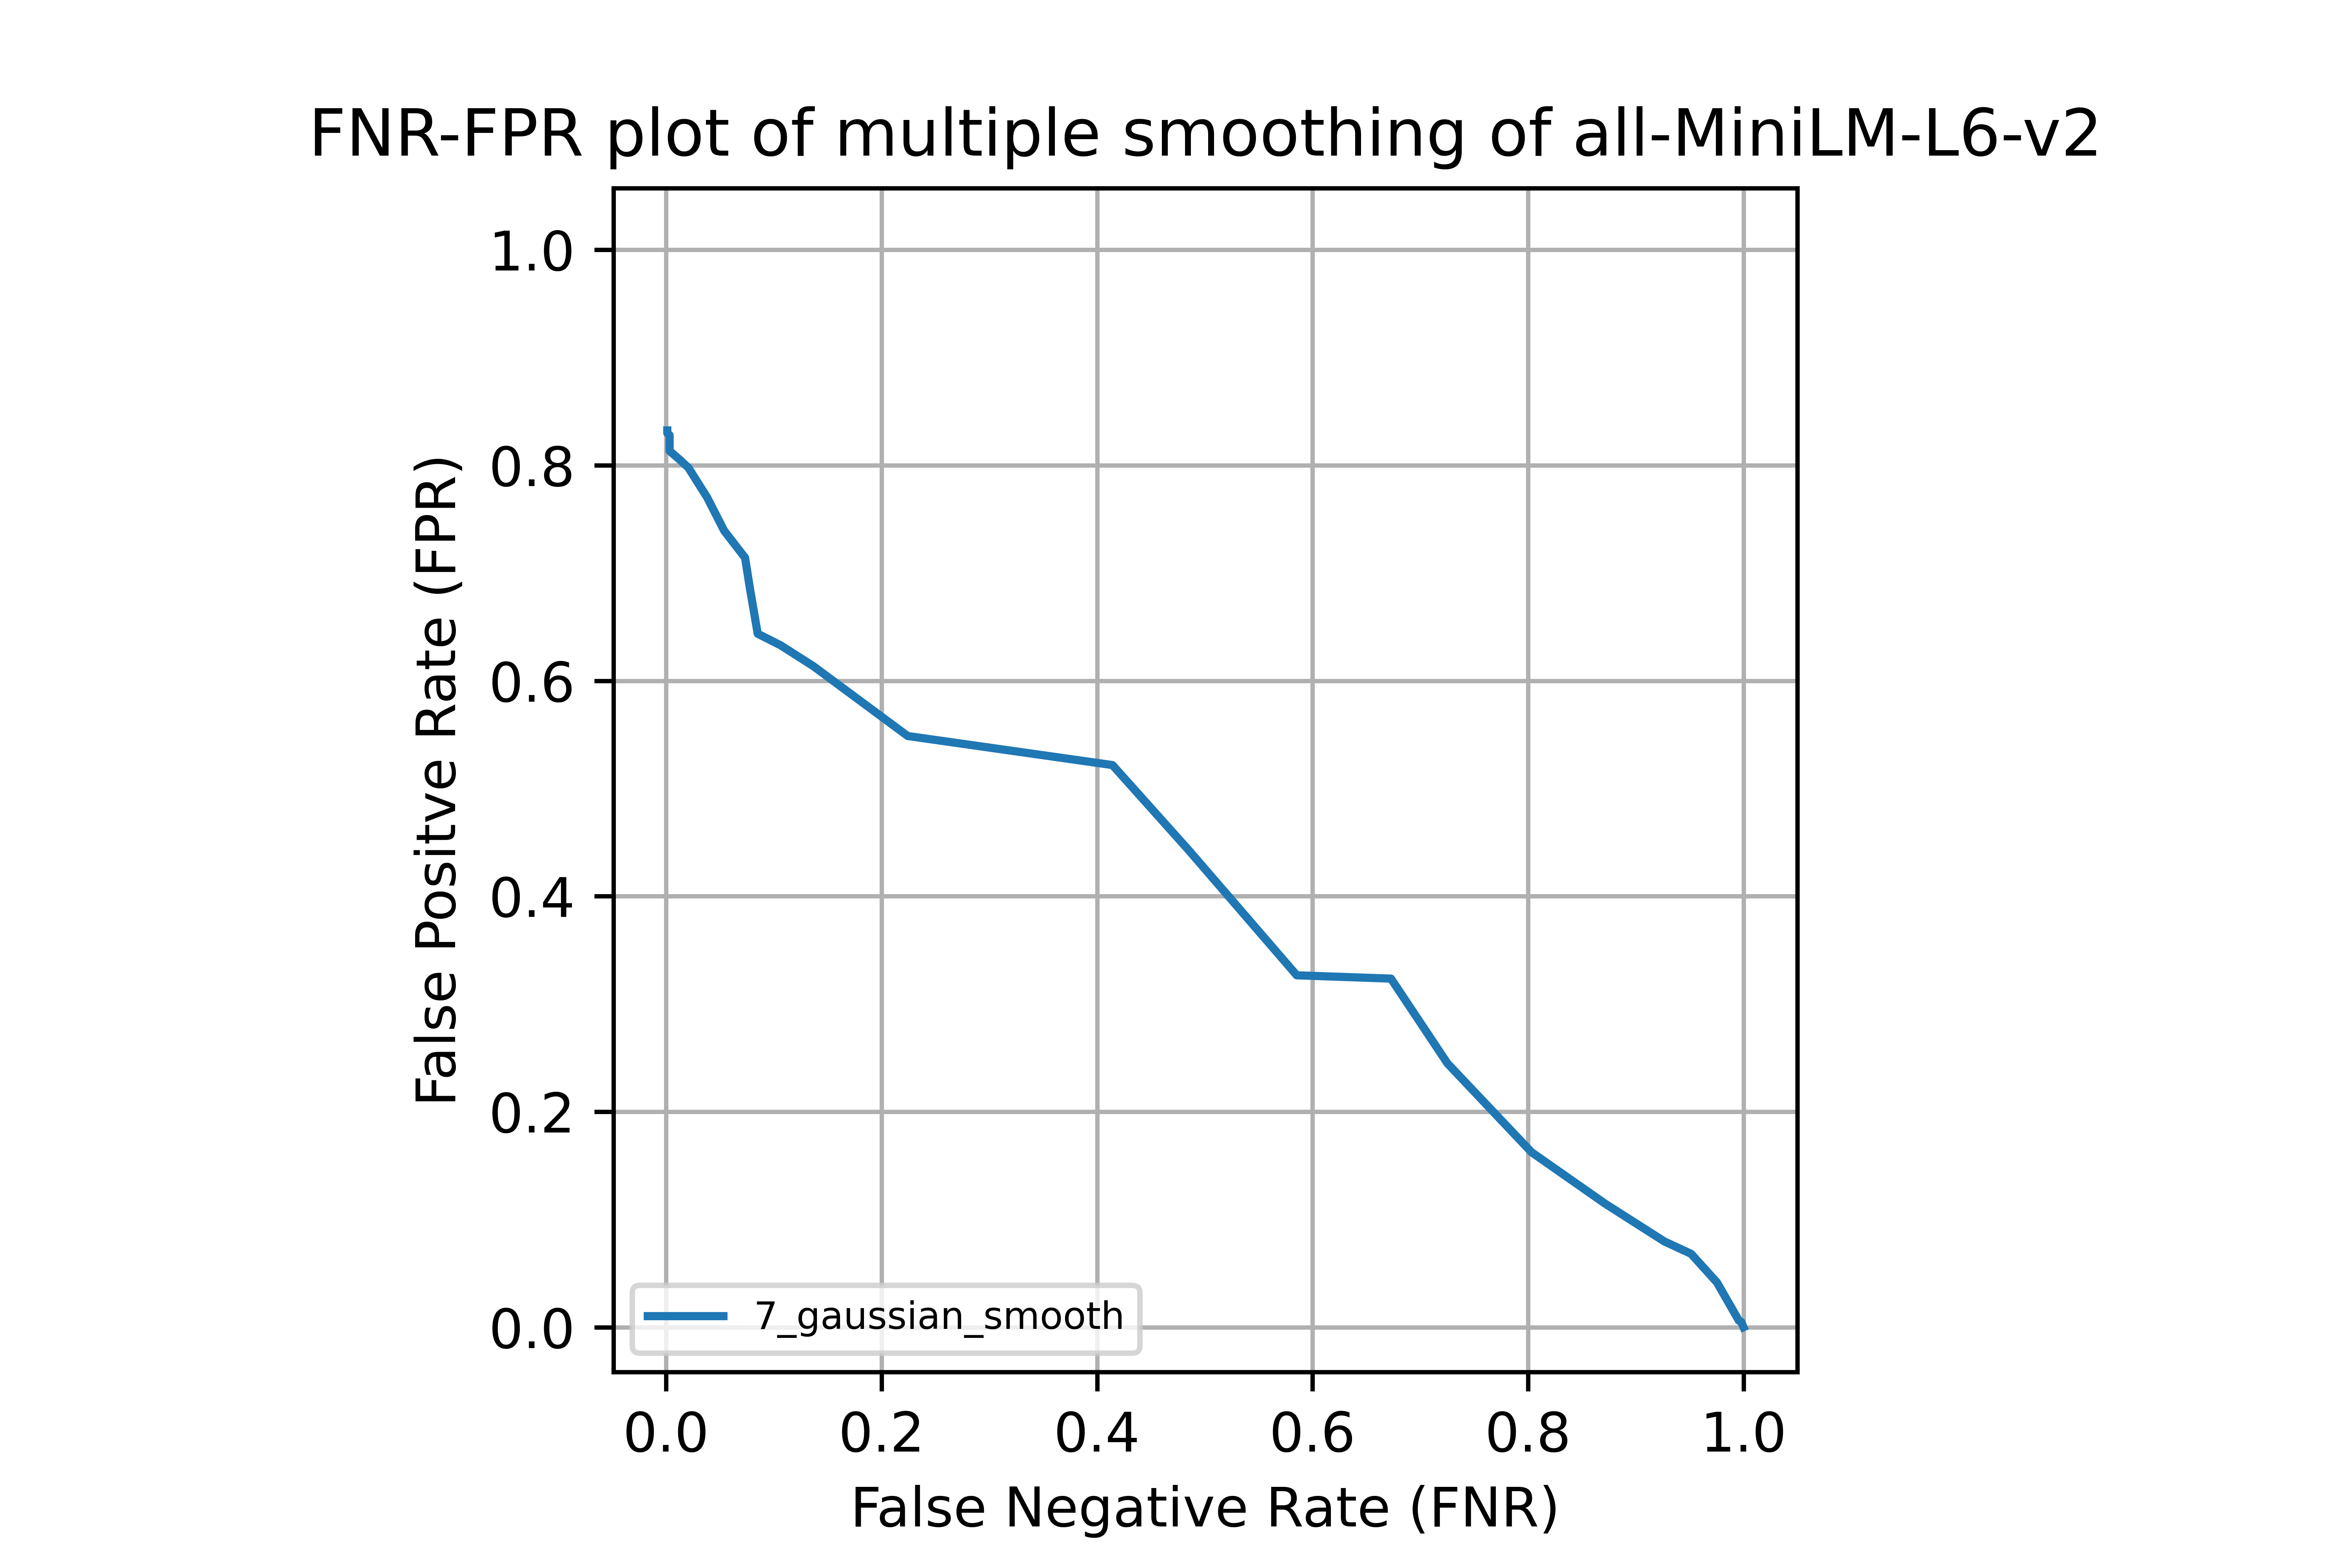 FNR-FPR plot of multiple smoothing of all-MiniLM-L6-v2
1.0
0.8
0.6
0.4
0.2
0.0
False Positve Rate (FPR)
7_gaussian_smooth
0.0 0.2 0.4 0.6 0.8 1.0
False Negative Rate (FNR)